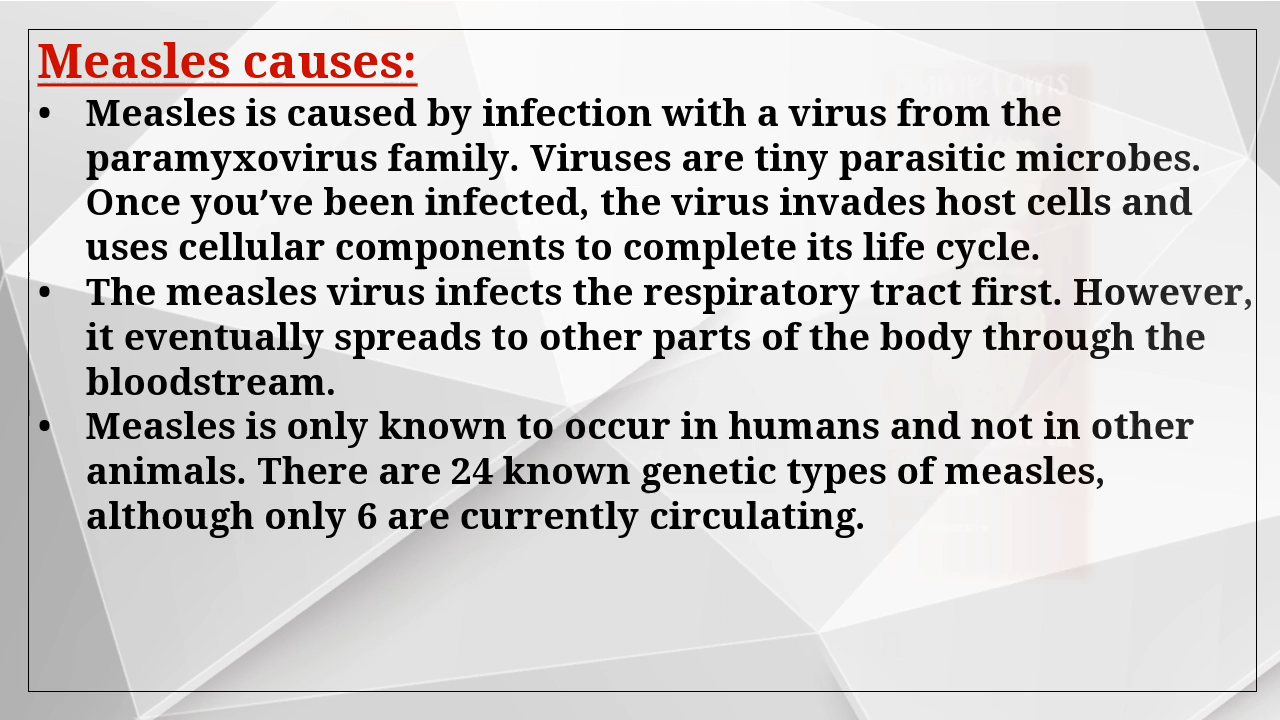 Measles causes:
• Measles is caused by infection with a virus from the
paramyxovirus family. Viruses are tiny parasitic microbes.
Once you’ve been infected, the virus invades host cells and
uses cellular components to complete its life cycle.
• The measles virus infects the respiratory tract first. However,
it eventually spreads to other parts of the body through the
bloodstream.
• Measles is only known to occur in humans and not in other
animals. There are 24 known genetic types of measles,
although only 6 are currently circulating.